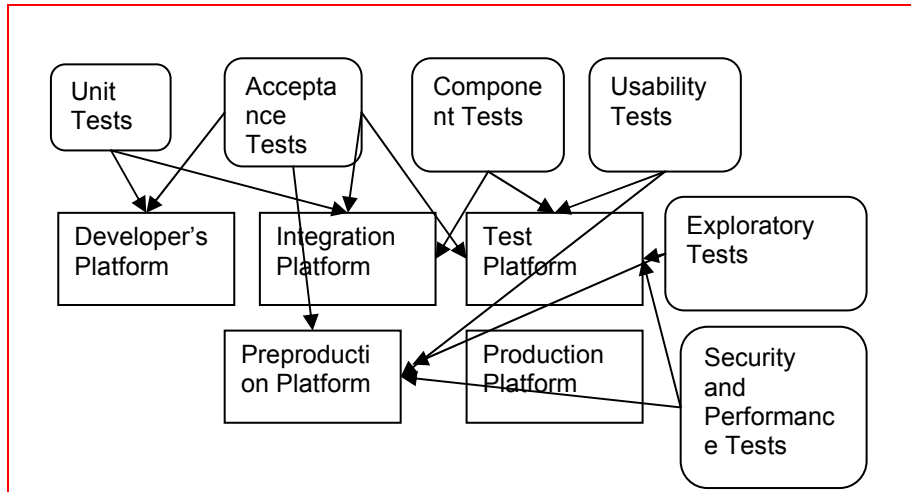 Unit
Tests
Accepta
nce
Tests
Compone
nt Tests
Usability
Tests
Developer’s
Platform
Integration
Platform
Test
Platform
Exploratory
Tests
Preproducti
on Platform
Production
Platform
Security
and
Performanc
e Tests